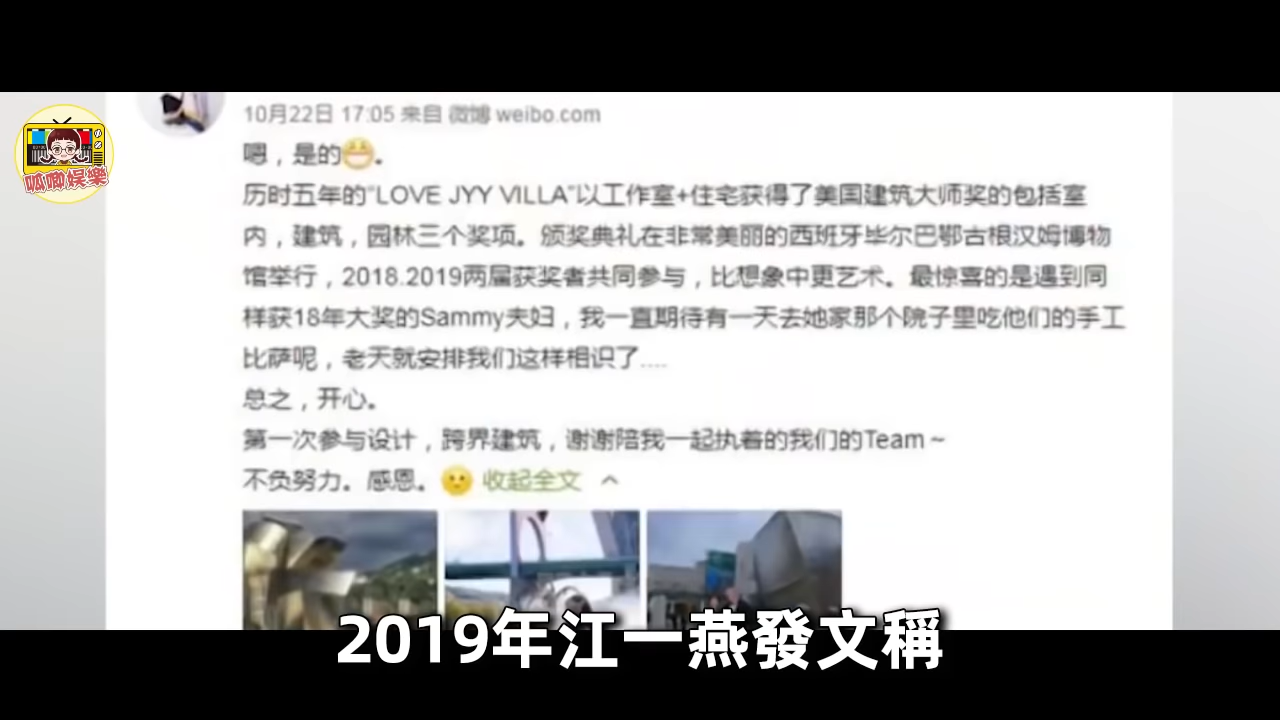 呱唧娱樂
10月22日 17:05 来自 微博 weibo.com
嗯，是的😁。
历时五年的“LOVE JYY VILLA”以工作室+住宅获得了美国建筑大师奖的包括室
内，建筑，园林三个奖项。颁奖典礼在非常美丽的西班牙毕尔巴鄂古根汉姆博物
馆举行，2018.2019两届获奖者共同参与，比想象中更艺术。最惊喜的是遇到同
样获18年大奖的Sammy夫妇，我一直期待有一天去她家那个院子里吃他们的手工
比萨呢，老天就安排我们这样相识了....
总之，开心。
第一次参与设计，跨界建筑，谢谢陪我一起执着的我们的Team～
不负努力。感恩。🙂 收起全文
2019年江一燕發文稱